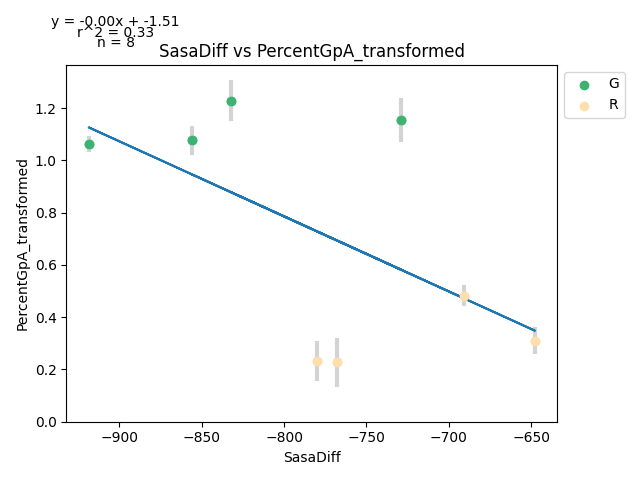 y = -0.00x + -1.51
r^2 = 0.33
n = 8
SasaDiff vs PercentGpA_transformed
G
R
1.2
1.0
0.8
0.6
0.4
0.2
0.0
PercentGpA_transformed
−900
−850
−800
−750
−700
−650
SasaDiff